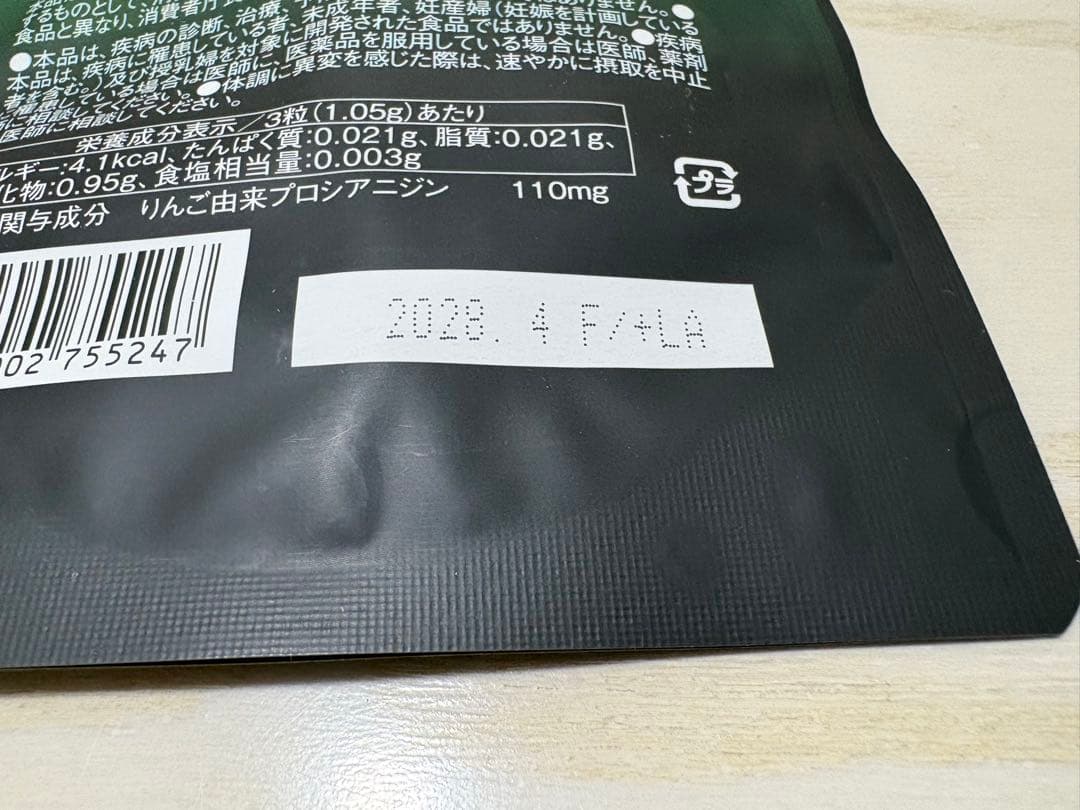 するものとして、消費者庁
食品と異なり、消費者庁
●本品は、疾病の診断、治療、
ありません。●
本品は、疾病に罹患している者、未成年者、妊産婦(妊娠を計画している
者を含む。)及び授乳婦を対象に開発された食品ではありません。●疾病
に罹患している場合は医師に、医薬品を服用している場合は医師、薬剤
師に相談してください。●体調に異変を感じた際は、速やかに摂取を中止
医師に相談してください。
栄養成分表示/3粒(1.05g)あたり
ルギー:4.1kcal、たんぱく質:0.021g、脂質:0.021g、
化物:0.95g、食塩相当量:0.003g
関与成分 りんご由来プロシアニジン 110mg
プラ
02 755247
2028. 4 F/+LA